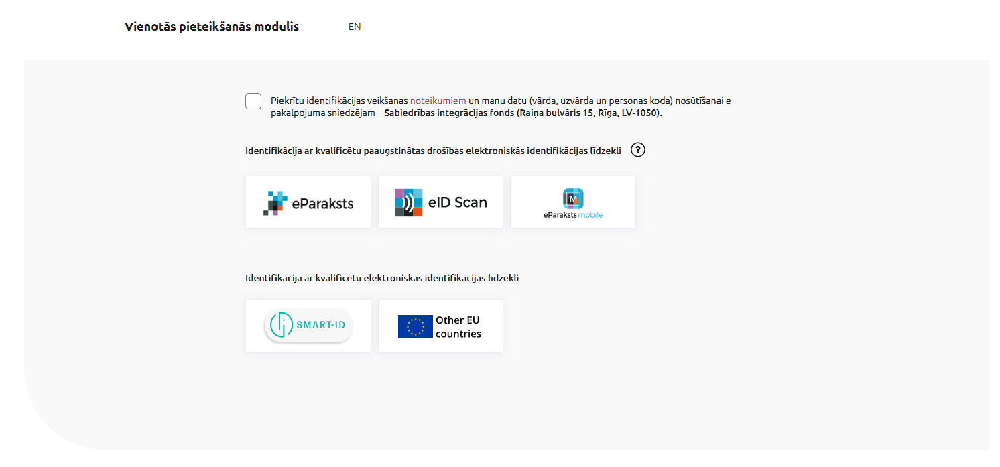 Vienotās pieteikšanās modulis EN
Piekrītu identifikācijas veikšanas noteikumiem un manu datu (vārda, uzvārda un personas koda) nosūtīšanai e-
pakalpojuma sniedzējam – Sabiedrības integrācijas fonds (Raiņa bulvāris 15, Rīga, LV-1050).
Identifikācija ar kvalificētu paaugstinātas drošības elektroniskās identifikācijas līdzekli ?
eParaksts
eID Scan
M
eParaksts mobile
Identifikācija ar kvalificētu elektroniskās identifikācijas līdzekli
SMART-ID
Other EU
countries